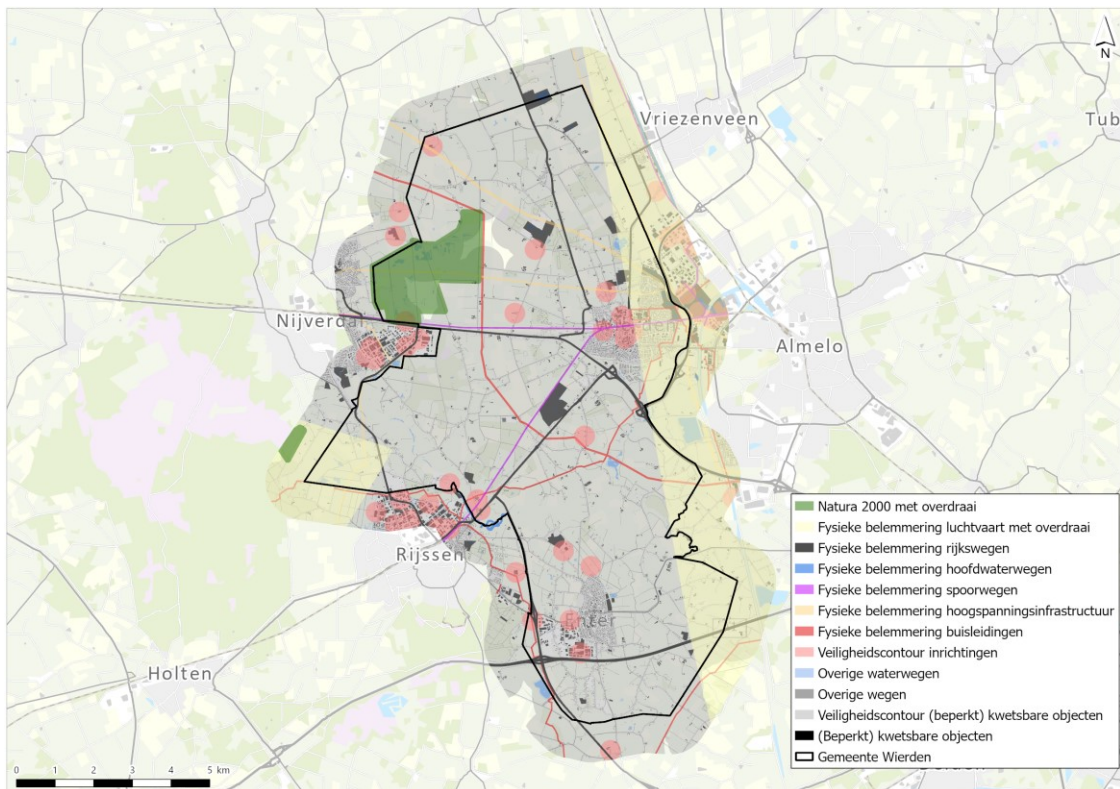 N
Vriezenveen
Tub
Nijverdal
Almelo
Rijssen
Enter
Holten
Natura 2000 met overdraai
Fysieke belemmering luchtvaart met overdraai
Fysieke belemmering rijkswegen
Fysieke belemmering hoofdwaterwegen
Fysieke belemmering spoorwegen
Fysieke belemmering hoogspanningsinfrastructuur
Fysieke belemmering buisleidingen
Veiligheidscontour inrichtingen
Overige waterwegen
Overige wegen
Veiligheidscontour (beperkt) kwetsbare objecten
(Beperkt) kwetsbare objecten
Gemeente Wierden
0 1 2 3 4 5 km